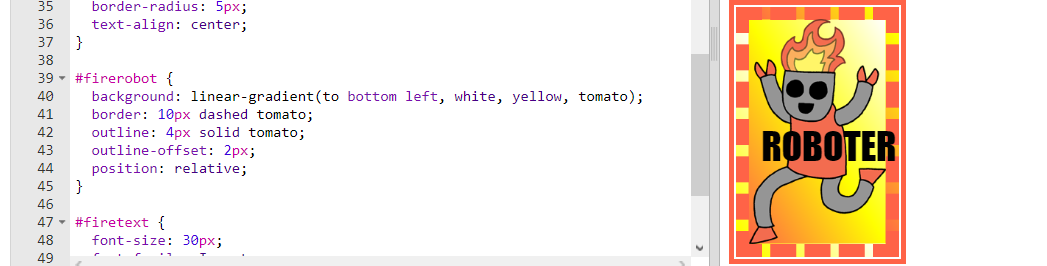 35 border-radius: 5px;
36 text-align: center;
37 }
38
39 #firerobot {
40 background: linear-gradient(to bottom left, white, yellow, tomato);
41 border: 10px dashed tomato;
42 outline: 4px solid tomato;
43 outline-offset: 2px;
44 position: relative;
45 }
46
47 #firetext {
48 font-size: 30px;
49
ROBOTER